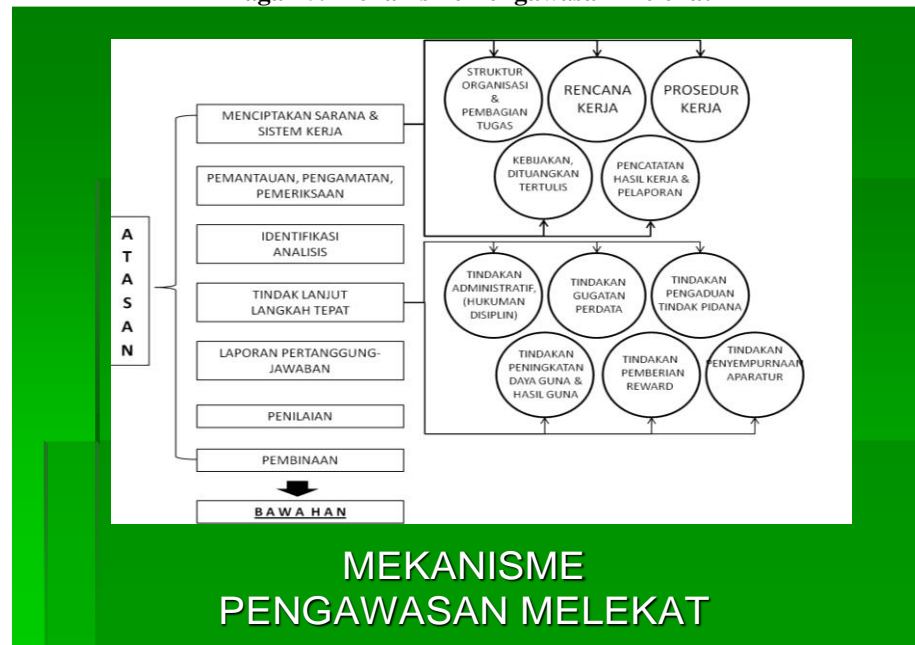 STRUKTUR
ORGANISASI
&
PEMBAGIAN
TUGAS
RENCANA
KERJA
PROSEDUR
KERJA
MENCIPTAKAN SARANA &
SISTEM KERJA
KEBIJAKAN,
DITUANGKAN
TERTULIS
PENCATATAN
HASIL KERJA &
PELAPORAN
PEMANTAUAN, PENGAMATAN,
PEMERIKSAAN
A
T
A
S
A
N
IDENTIFIKASI
ANALISIS
TINDAK LANJUT
LANGKAH TEPAT
TINDAKAN
ADMINISTRATIF,
(HUKUMAN
DISIPLIN)
TINDAKAN
GUGATAN
PERDATA
TINDAKAN
PENGADUAN
TINDAK PIDANA
TINDAKAN
PENINGKATAN
DAYA GUNA &
HASIL GUNA
TINDAKAN
PEMBERIAN
REWARD
TINDAKAN
PENYEMPURNAAN
APARATUR
LAPORAN PERTANGGUNG-
JAWABAN
PENILAIAN
PEMBINAAN
BAWA HAN
MEKANISME
PENGAWASAN MELEKAT